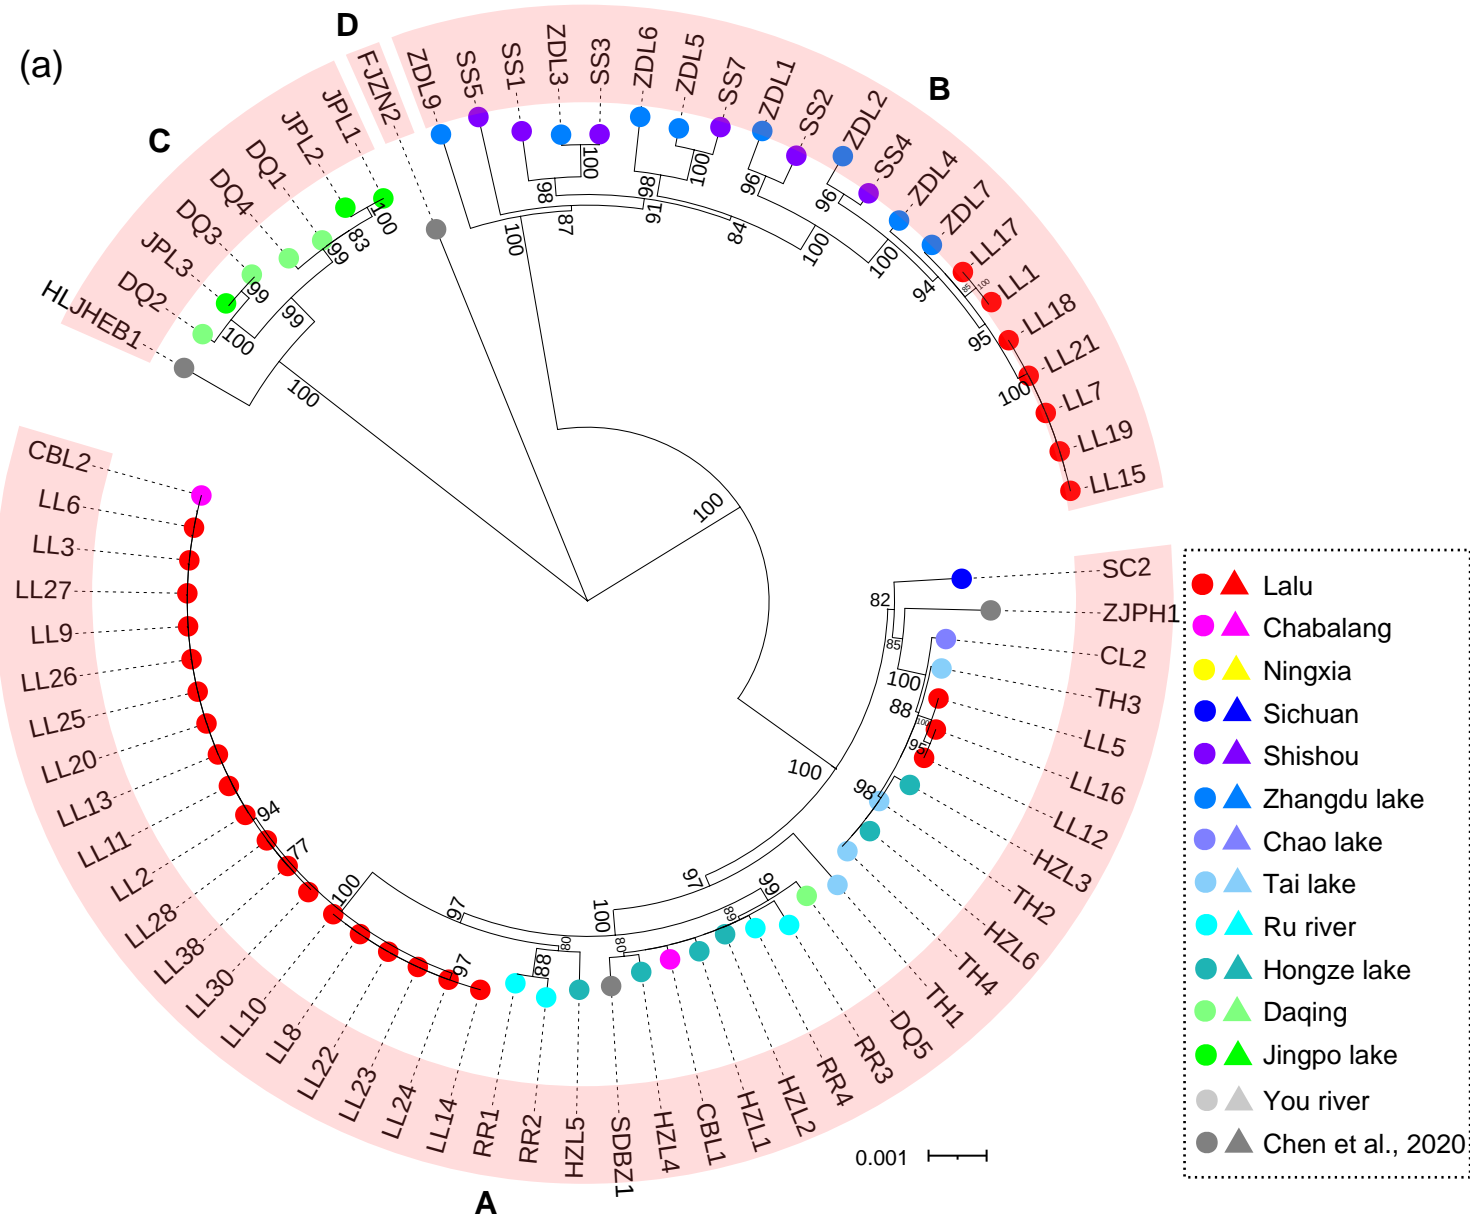 (a)
D
B
C
A
HLJHEB1
DQ2
JPL3
DQ3
DQ4
DQ1
JPL2
JPL1
FJZN2
ZDL9
SS5
SS1
ZDL3
SS3
ZDL6
ZDL5
SS7
ZDL1
SS2
ZDL2
SS4
ZDL4
ZDL7
LL17
LL1
LL18
LL21
LL7
LL19
LL15
SC2
ZJPH1
CL2
TH3
LL5
LL16
LL12
HZL3
TH2
HZL6
TH4
TH1
DQ5
RR3
RR4
HZL2
HZL1
CBL1
HZL4
SDBZ1
HZL5
RR2
RR1
LL14
LL24
LL23
LL22
LL8
LL10
LL30
LL38
LL28
LL2
LL11
LL13
LL20
LL25
LL26
LL9
LL27
LL3
LL6
CBL2
100
83
99
99
99
100
100
100
98
87
100
98
91
100
84
96
100
96
100
94
85
100
95
100
100
82
85
100
88
100
95
98
100
97
99
89
100
80
80
88
97
100
97
77
94
0.001
Lalu
Chabalang
Ningxia
Sichuan
Shishou
Zhangdu lake
Chao lake
Tai lake
Ru river
Hongze lake
Daqing
Jingpo lake
You river
Chen et al., 2020